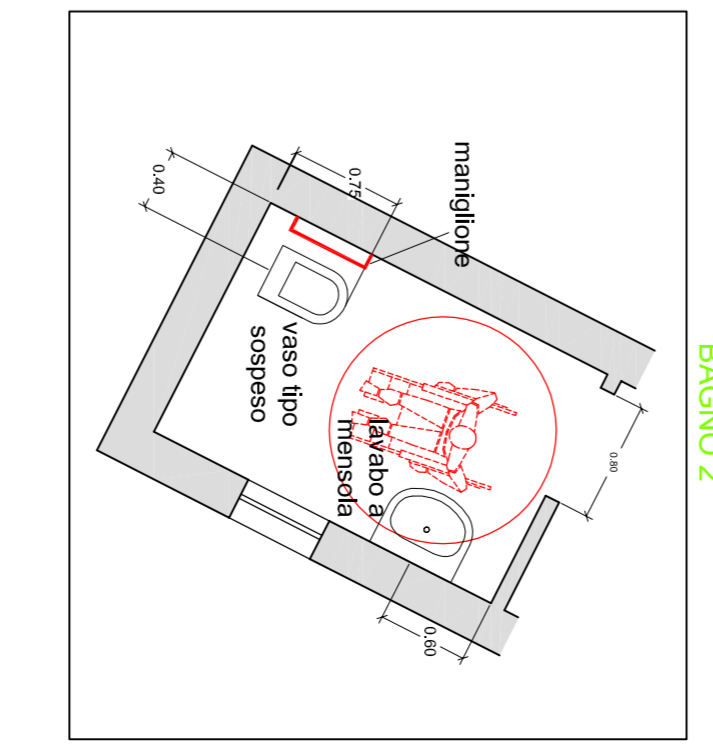 BAGNO 2
maniglione
0.75
0.40
vaso tipo
sospeso
lavabo a
mensola
0.80
0.60